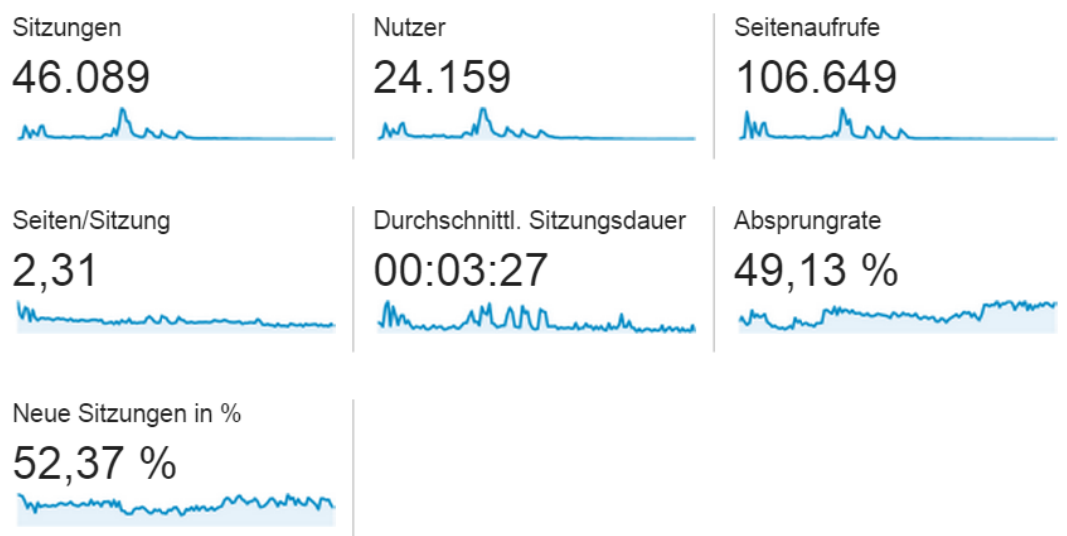 Sitzungen
46.089
Nutzer
24.159
Seitenaufrufe
106.649
Seiten/Sitzung
2,31
Durchschnittl. Sitzungsdauer
00:03:27
Absprungrate
49,13 %
Neue Sitzungen in %
52,37 %